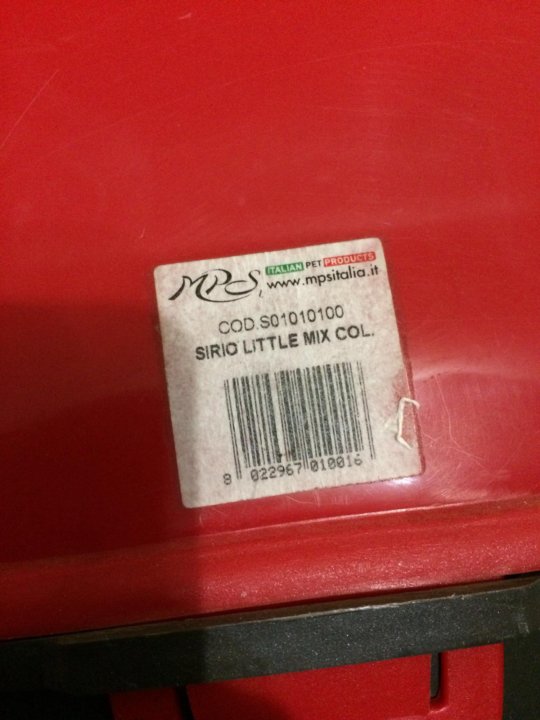 MPS ITALIAN PET PRODUCTS
www.mpsitalia.it
COD.S01010100
SIRIO LITTLE MIX COL.
8 022967 010016